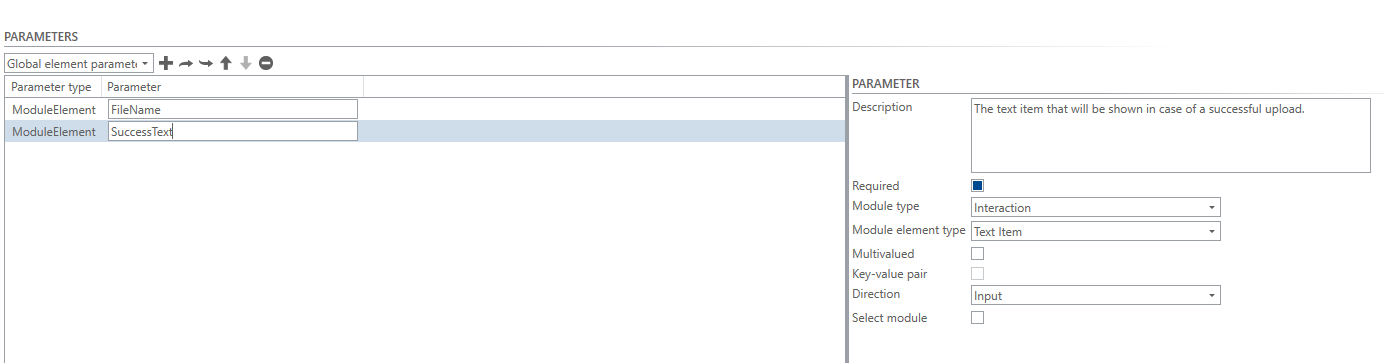 PARAMETERS
Global element paramete
Parameter type Parameter
ModuleElement FileName
ModuleElement SuccessText
PARAMETER
Description The text item that will be shown in case of a successful upload.
Required
Module type Interaction
Module element type Text Item
Multivalued
Key-value pair
Direction Input
Select module